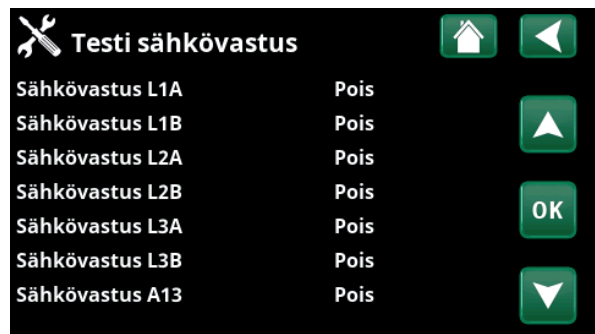 Testi sähkövastus
Sähkövastus L1A Pois
Sähkövastus L1B Pois
Sähkövastus L2A Pois
Sähkövastus L2B Pois
Sähkövastus L3A Pois
Sähkövastus L3B Pois
Sähkövastus A13 Pois
OK